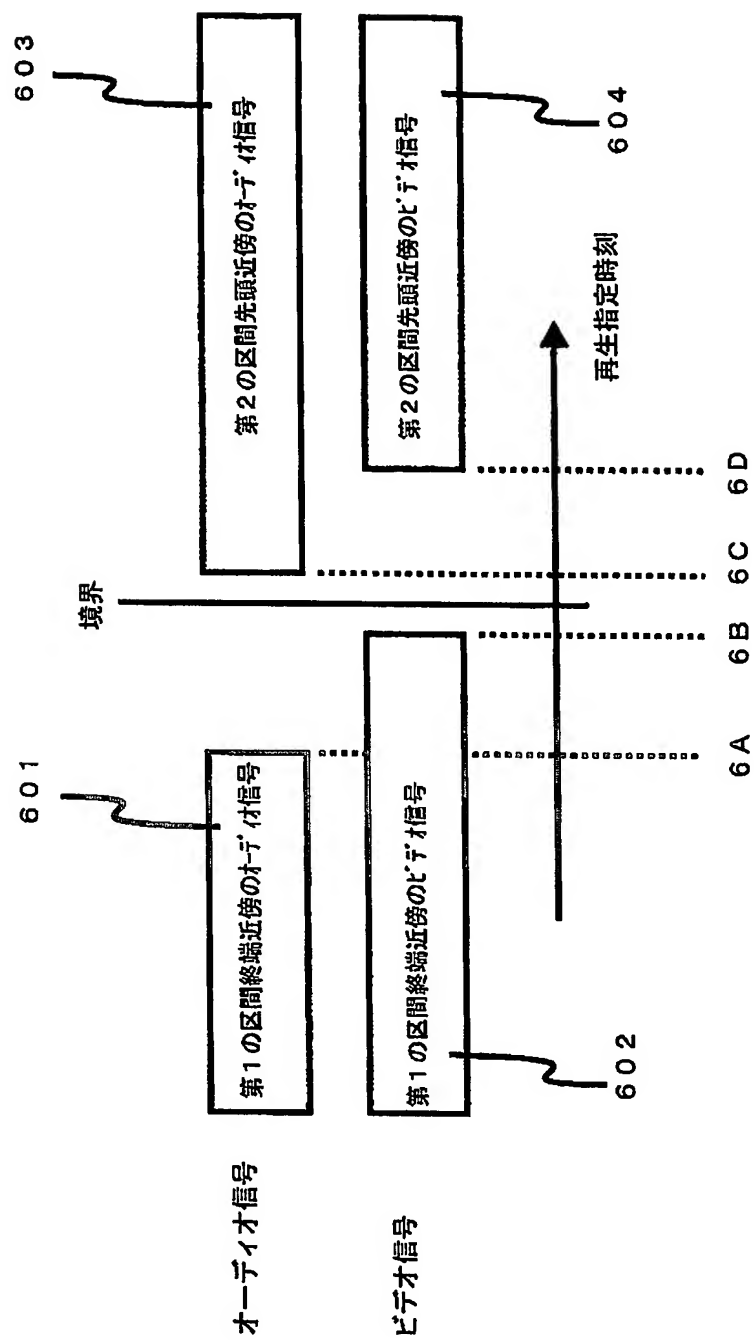 603
601
境界
オーディオ信号
第1の区間終端近傍のオーディオ信号
第2の区間先頭近傍のオーディオ信号
ビデオ信号
第1の区間終端近傍のビデオ信号
第2の区間先頭近傍のビデオ信号
602
604
再生指定時刻
6A
6B
6C
6D